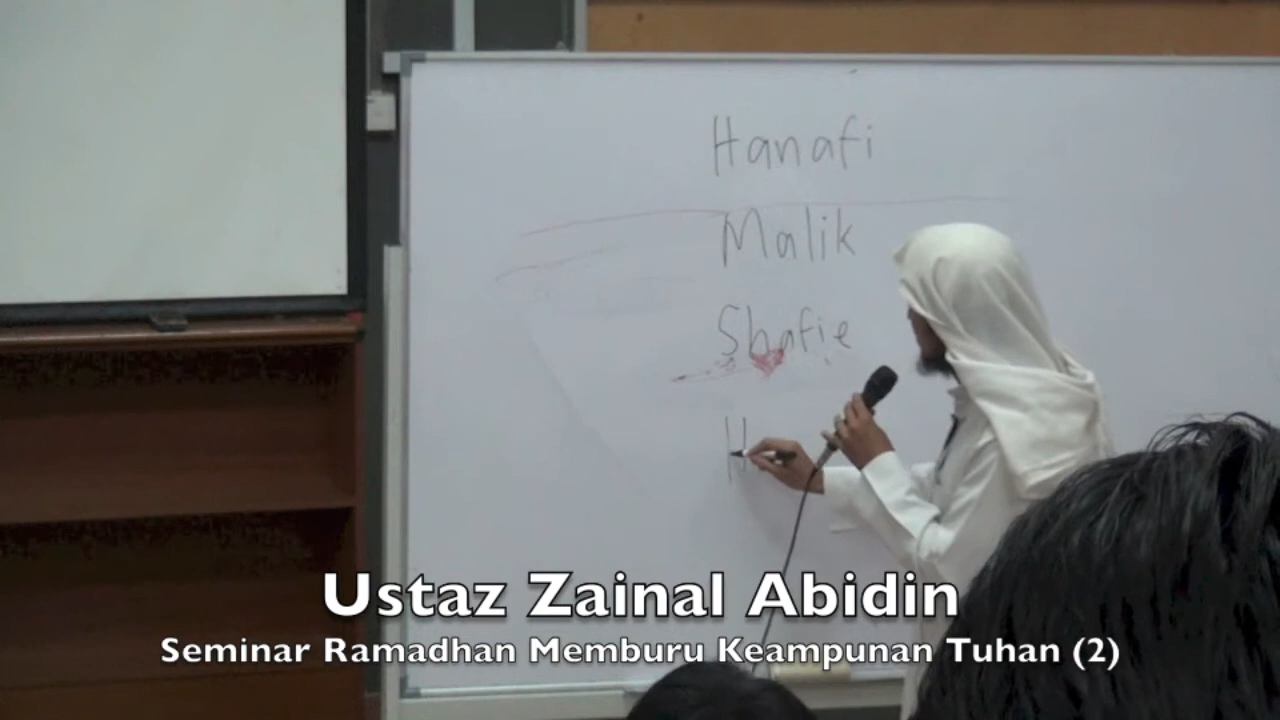 Hanafi
Malik
Shafie
H
Ustaz Zainal Abidin
Seminar Ramadhan Memburu Keampunan Tuhan (2)